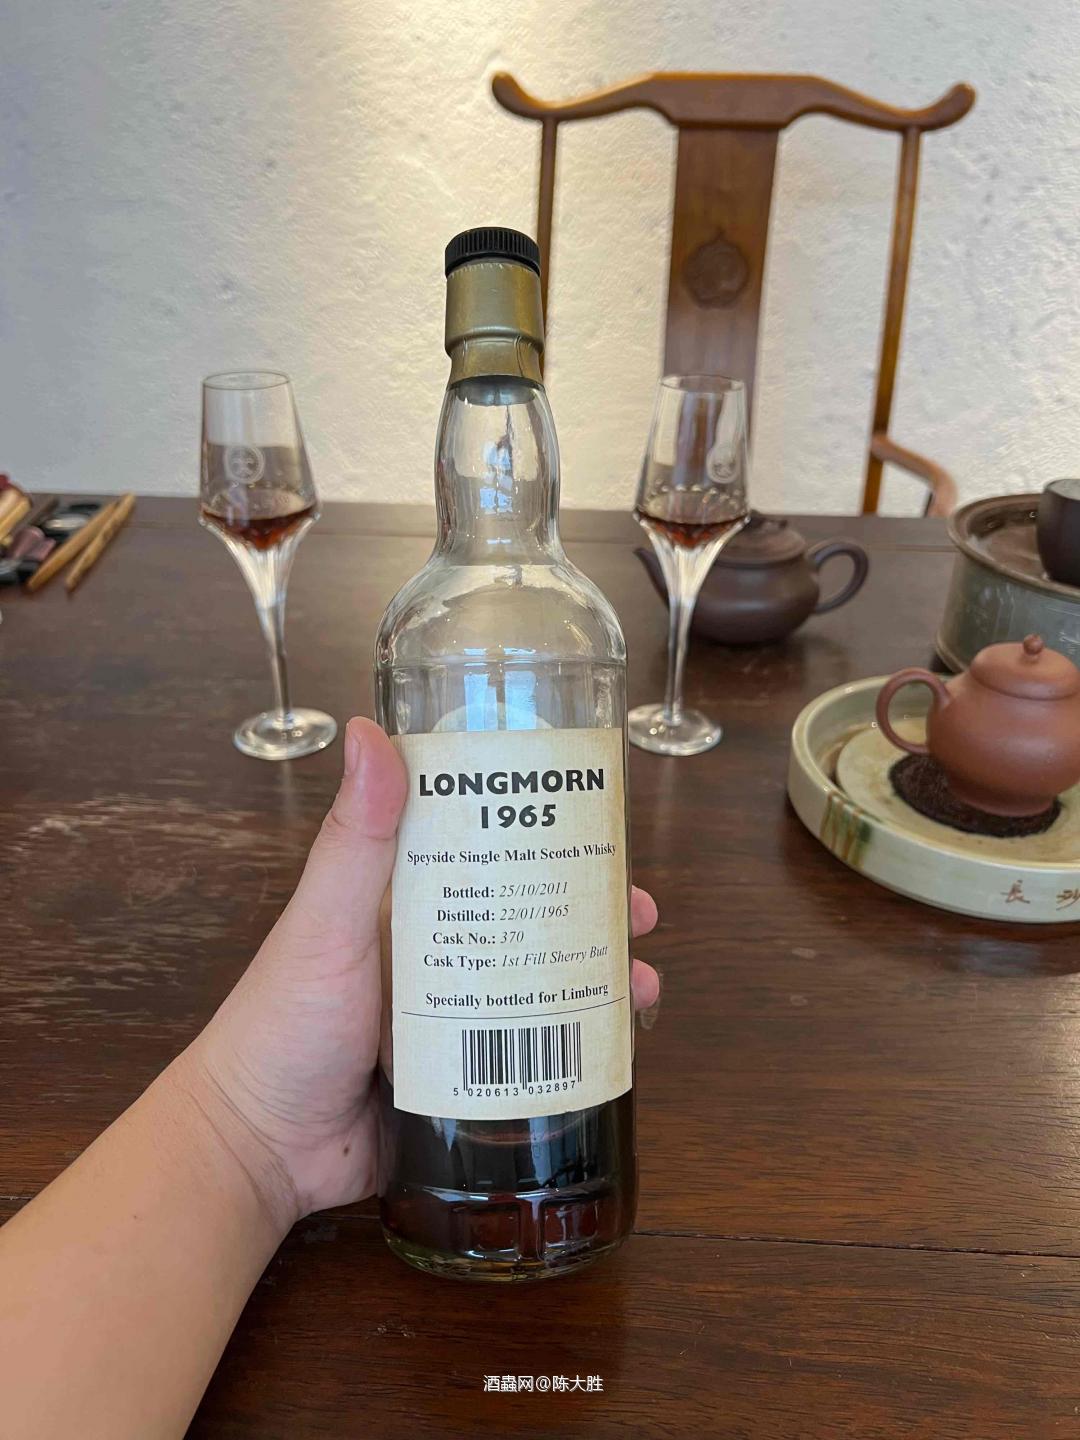 LONGMORN
1965
Speyside Single Malt Scotch Whisky
Bottled: 25/10/2011
Distilled: 22/01/1965
Cask No.: 370
Cask Type: 1st Fill Sherry Butt
Specially bottled for Limburg
5 020613 032897
長 沙
酒蟲网@陈大胜